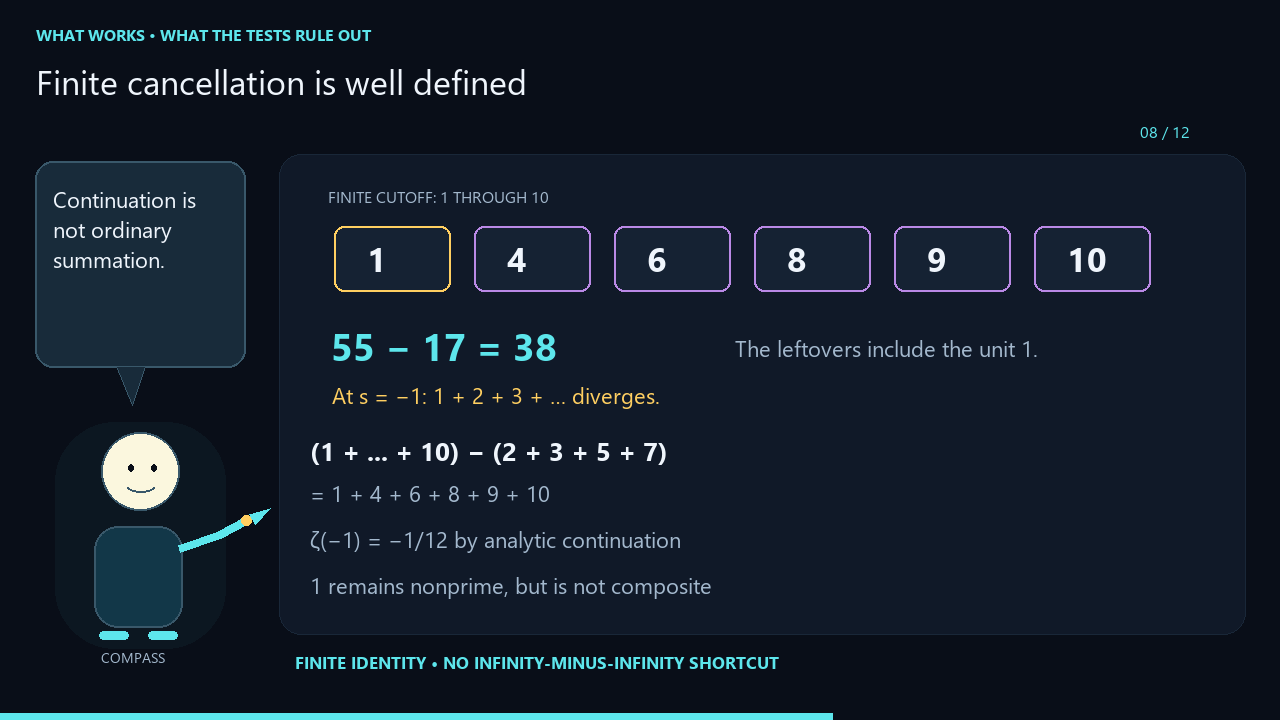 WHAT WORKS • WHAT THE TESTS RULE OUT
Finite cancellation is well defined
08 / 12
Continuation is
not ordinary
summation.
FINITE CUTOFF: 1 THROUGH 10
1 4 6 8 9 10
55 − 17 = 38
The leftovers include the unit 1.
At s = −1: 1 + 2 + 3 + ... diverges.
(1 + ... + 10) − (2 + 3 + 5 + 7)
= 1 + 4 + 6 + 8 + 9 + 10
ζ(−1) = −1/12 by analytic continuation
1 remains nonprime, but is not composite
COMPASS
FINITE IDENTITY • NO INFINITY-MINUS-INFINITY SHORTCUT